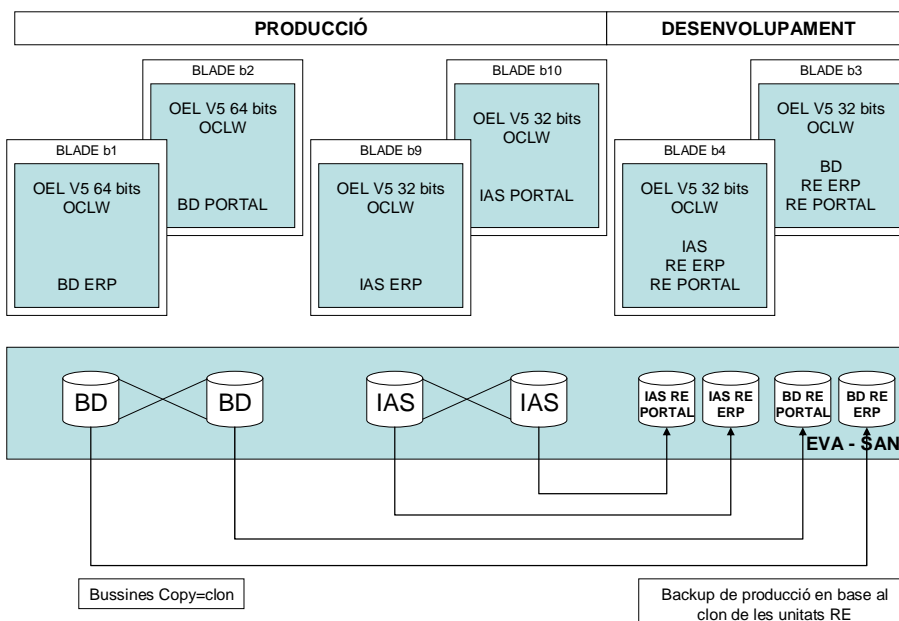 PRODUCCIÓ
DESENVOLUPAMENT
BLADE b2
OEL V5 64 bits
OCLW
BD PORTAL
BLADE b10
OEL V5 32 bits
OCLW
IAS PORTAL
BLADE b3
OEL V5 32 bits
OCLW
BD
RE ERP
RE PORTAL
BLADE b1
OEL V5 64 bits
OCLW
BD ERP
BLADE b9
OEL V5 32 bits
OCLW
IAS ERP
BLADE b4
OEL V5 32 bits
OCLW
IAS
RE ERP
RE PORTAL
BD
BD
IAS
IAS
IAS RE
PORTAL
IAS RE
ERP
BD RE
PORTAL
BD RE
ERP
EVA - SAN
Bussines Copy=clon
Backup de producció en base al
clon de les unitats RE